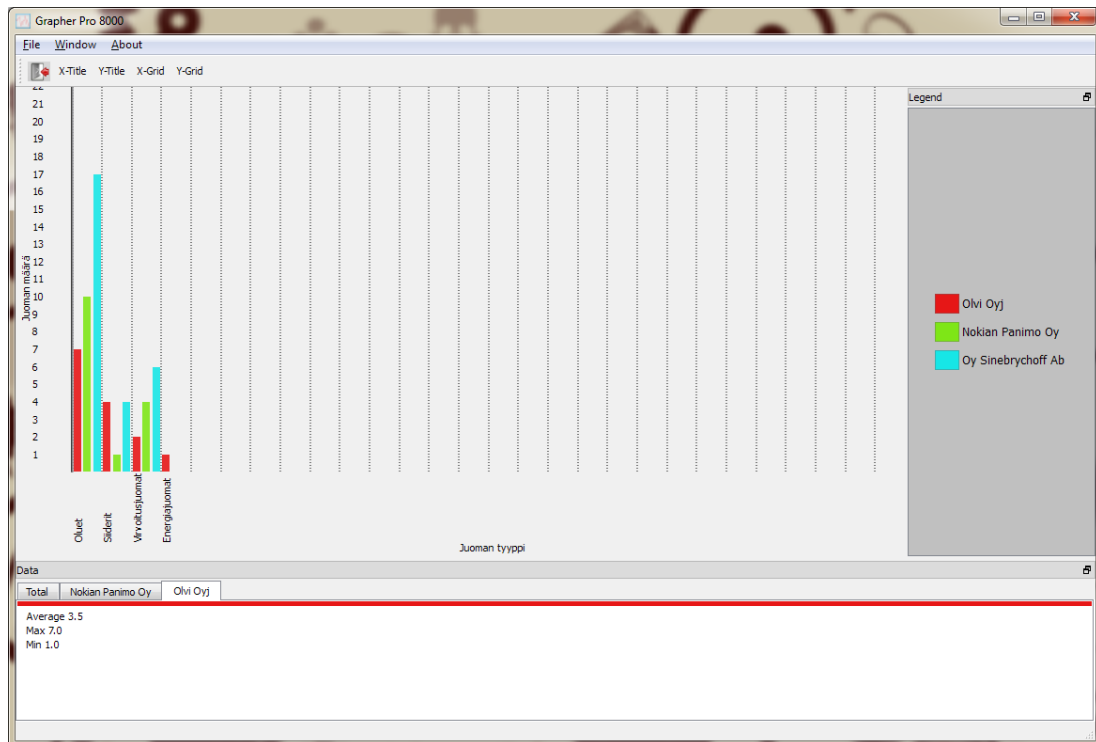 Grapher Pro 8000
File Window About
X-Title Y-Title X-Grid Y-Grid
22
21
20
19
18
17
16
15
14
13
12
11
10
9
8
7
6
5
4
3
2
1
Juoman määrä
Oluet
Siiderit
Virvoitusjuomat
Energiajuomat
Juoman tyyppi
Legend
Olvi Oyj
Nokian Panimo Oy
Oy Sinebrychoff Ab
Data
Total Nokian Panimo Oy Olvi Oyj
Average 3.5
Max 7.0
Min 1.0